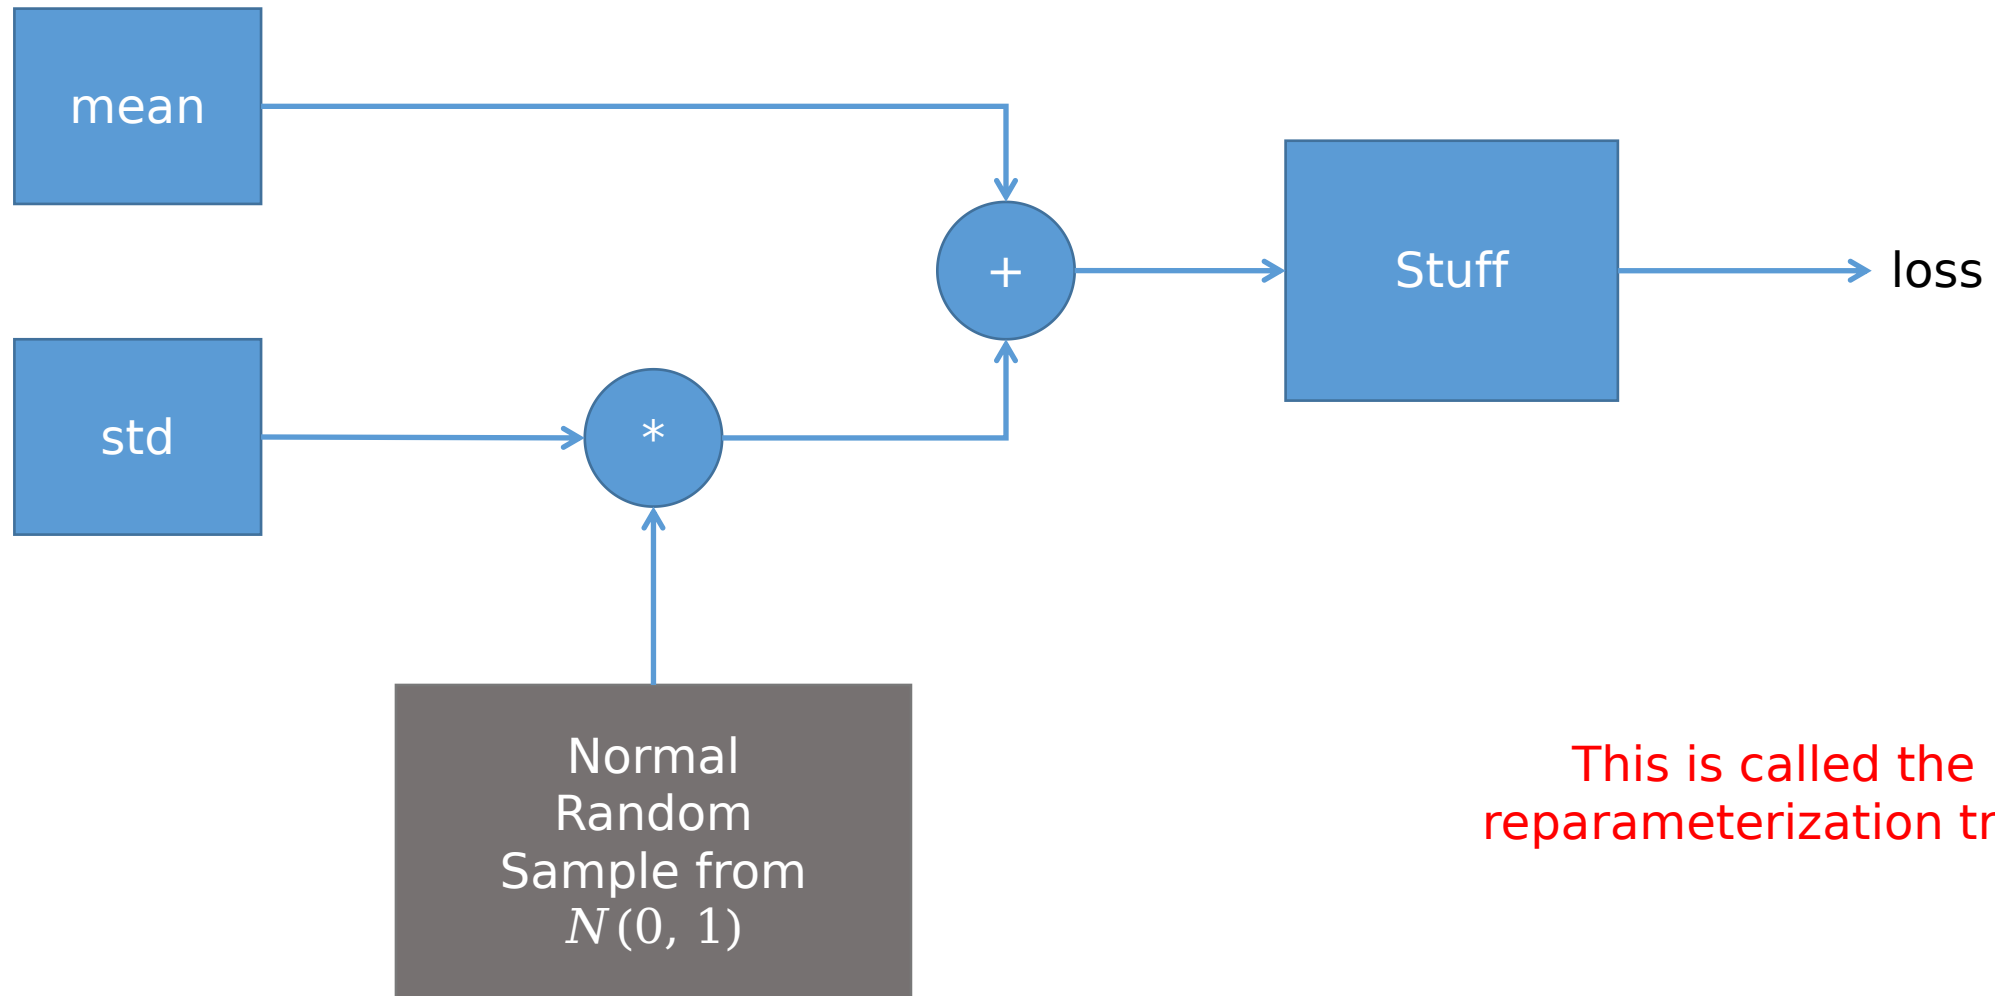 mean
+
Stuff
loss
std
*
Normal
Random
Sample from
N(0, 1)
This is called the
reparameterization tr